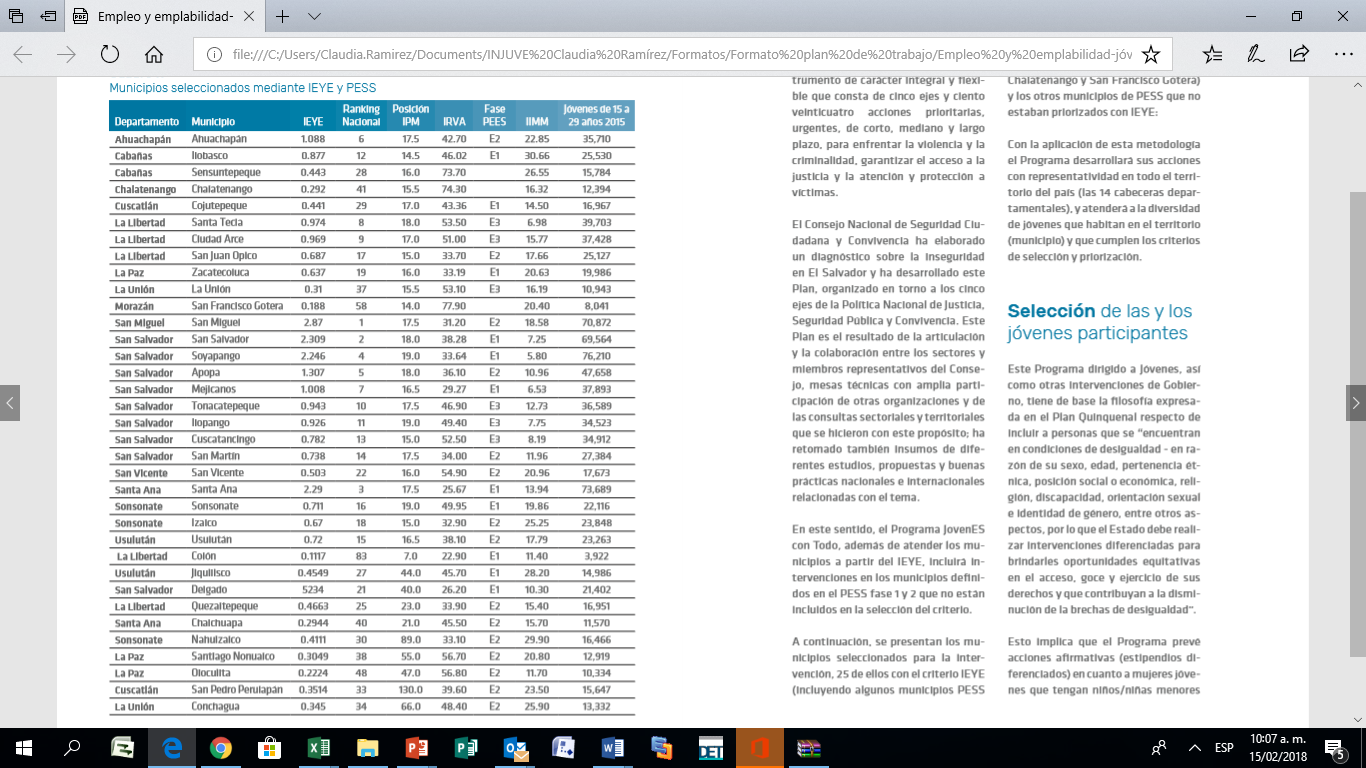 Empleo y emplabilidad-
file:///C:/Users/Claudia.Ramirez/Documents/INJUVE%20Claudia%20Ramírez/Formatos/Formato%20plan%20de%20trabajo/Empleo%20y%20emplabilidad-jóv
Municipios seleccionados mediante IEYE y PESS
Departamento Municipio IEYE Ranking Nacional Posición IPM IRVA Fase PEES IIMM Jóvenes de 15 a 29 años 2015
Ahuachapán Ahuachapán 1.088 6 17.5 42.70 E2 22.85 35,710
Cabañas Ilobasco 0.877 12 14.5 46.02 E1 30.66 25,530
Cabañas Sensuntepeque 0.443 28 16.0 73.70 26.55 15,784
Chalatenango Chalatenango 0.292 41 15.5 74.30 16.32 12,394
Cuscatlán Cojutepeque 0.441 29 17.0 43.36 E1 14.50 16,967
La Libertad Santa Tecla 0.974 8 18.0 53.50 E3 6.98 39,703
La Libertad Ciudad Arce 0.969 9 17.0 51.00 E3 15.77 37,428
La Libertad San Juan Opico 0.687 17 15.0 33.70 E2 17.66 25,127
La Paz Zacatecoluca 0.637 19 16.0 33.19 E1 20.63 19,986
La Unión La Unión 0.31 37 15.5 53.10 E3 16.19 10,943
Morazán San Francisco Gotera 0.188 58 14.0 77.90 20.40 8,041
San Miguel San Miguel 2.87 1 17.5 31.20 E2 18.58 70,872
San Salvador San Salvador 2.309 2 18.0 38.28 E1 7.25 69,564
San Salvador Soyapango 2.246 4 19.0 33.64 E1 5.80 76,210
San Salvador Apopa 1.307 5 18.0 36.10 E2 10.96 47,658
San Salvador Mejicanos 1.008 7 16.5 29.27 E1 6.53 37,893
San Salvador Tonacatepeque 0.943 10 17.5 46.90 E3 12.73 36,589
San Salvador Ilopango 0.926 11 19.0 49.40 E3 7.75 34,523
San Salvador Cuscatancingo 0.782 13 15.0 52.50 E3 8.19 34,912
San Salvador San Martín 0.738 14 17.5 34.00 E2 11.96 27,384
San Vicente San Vicente 0.503 22 16.0 54.90 E2 20.96 17,673
Santa Ana Santa Ana 2.29 3 17.5 25.67 E1 13.94 73,689
Sonsonate Sonsonate 0.711 16 19.0 49.95 E1 19.86 22,116
Sonsonate Izalco 0.67 18 15.0 32.90 E2 25.25 23,848
Usulután Usulután 0.72 15 16.5 38.10 E2 17.79 23,263
La Libertad Colón 0.1117 83 7.0 22.90 E1 11.40 3,922
Usulután Jiquilisco 0.4549 27 44.0 45.70 E1 28.20 14,986
San Salvador Delgado 5234 21 40.0 26.20 E1 10.30 21,402
La Libertad Quezaltepeque 0.4663 25 23.0 33.90 E2 15.40 16,951
Santa Ana Chalchuapa 0.2944 40 21.0 45.50 E2 15.70 11,570
Sonsonate Nahuizalco 0.4111 30 89.0 33.10 E2 29.90 16,466
La Paz Santiago Nonualco 0.3049 38 55.0 56.70 E2 20.80 12,919
La Paz Olocuilta 0.2224 48 47.0 56.80 E2 11.70 10,334
Cuscatlán San Pedro Perulapán 0.3514 33 130.0 39.60 E2 23.50 15,647
La Unión Conchagua 0.345 34 66.0 48.40 E2 25.90 13,332
trumento de carácter integral y flexi-
ble que consta de cinco ejes y ciento
veinticuatro acciones prioritarias,
urgentes, de corto, mediano y largo
plazo, para enfrentar la violencia y la
criminalidad, garantizar el acceso a la
justicia y la atención y protección a
víctimas.
El Consejo Nacional de Seguridad Ciu-
dadana y Convivencia ha elaborado
un diagnóstico sobre la inseguridad
en El Salvador y ha desarrollado este
Plan, organizado en torno a los cinco
ejes de la Política Nacional de Justicia,
Seguridad Pública y Convivencia. Este
Plan es el resultado de la articulación
y la colaboración entre los sectores y
miembros representativos del Conse-
jo, mesas técnicas con amplia parti-
cipación de otras organizaciones y de
las consultas sectoriales y territoriales
que se hicieron con este propósito; ha
retomado también insumos de dife-
rentes estudios, propuestas y buenas
prácticas nacionales e internacionales
relacionadas con el tema.
En este sentido, el Programa JovenES
con Todo, además de atender los mu-
nicipios a partir del IEYE, incluirá in-
tervenciones en los municipios defini-
dos en el PESS fase 1 y 2 que no están
incluidos en la selección del criterio.
A continuación, se presentan los mu-
nicipios seleccionados para la inter-
vención, 25 de ellos con el criterio IEYE
(incluyendo algunos municipios PESS
Chalatenango y San Francisco Gotera)
y los otros municipios de PESS que no
estaban priorizados con IEYE:
Con la aplicación de esta metodología
el Programa desarrollará sus acciones
con representatividad en todo el terri-
torio del país (las 14 cabeceras depar-
tamentales), y atenderá a la diversidad
de jóvenes que habitan en el territorio
(municipio) y que cumplen los criterios
de selección y priorización.
Selección de las y los
jóvenes participantes
Este Programa dirigido a Jóvenes, así
como otras intervenciones de Gobier-
no, tiene de base la filosofía expresa-
da en el Plan Quinquenal respecto de
incluir a personas que se "encuentran
en condiciones de desigualdad - en ra-
zón de su sexo, edad, pertenencia ét-
nica, posición social o económica, reli-
gión, discapacidad, orientación sexual
e identidad de género, entre otros as-
pectos, por lo que el Estado debe reali-
zar intervenciones diferenciadas para
brindarles oportunidades equitativas
en el acceso, goce y ejercicio de sus
derechos y que contribuyan a la dismi-
nución de la brechas de desigualdad".
Esto implica que el Programa prevé
acciones afirmativas (estipendios di-
ferenciados) en cuanto a mujeres jóve-
nes que tengan niños/niñas menores
ESP
10:07 a. m.
15/02/2018
5